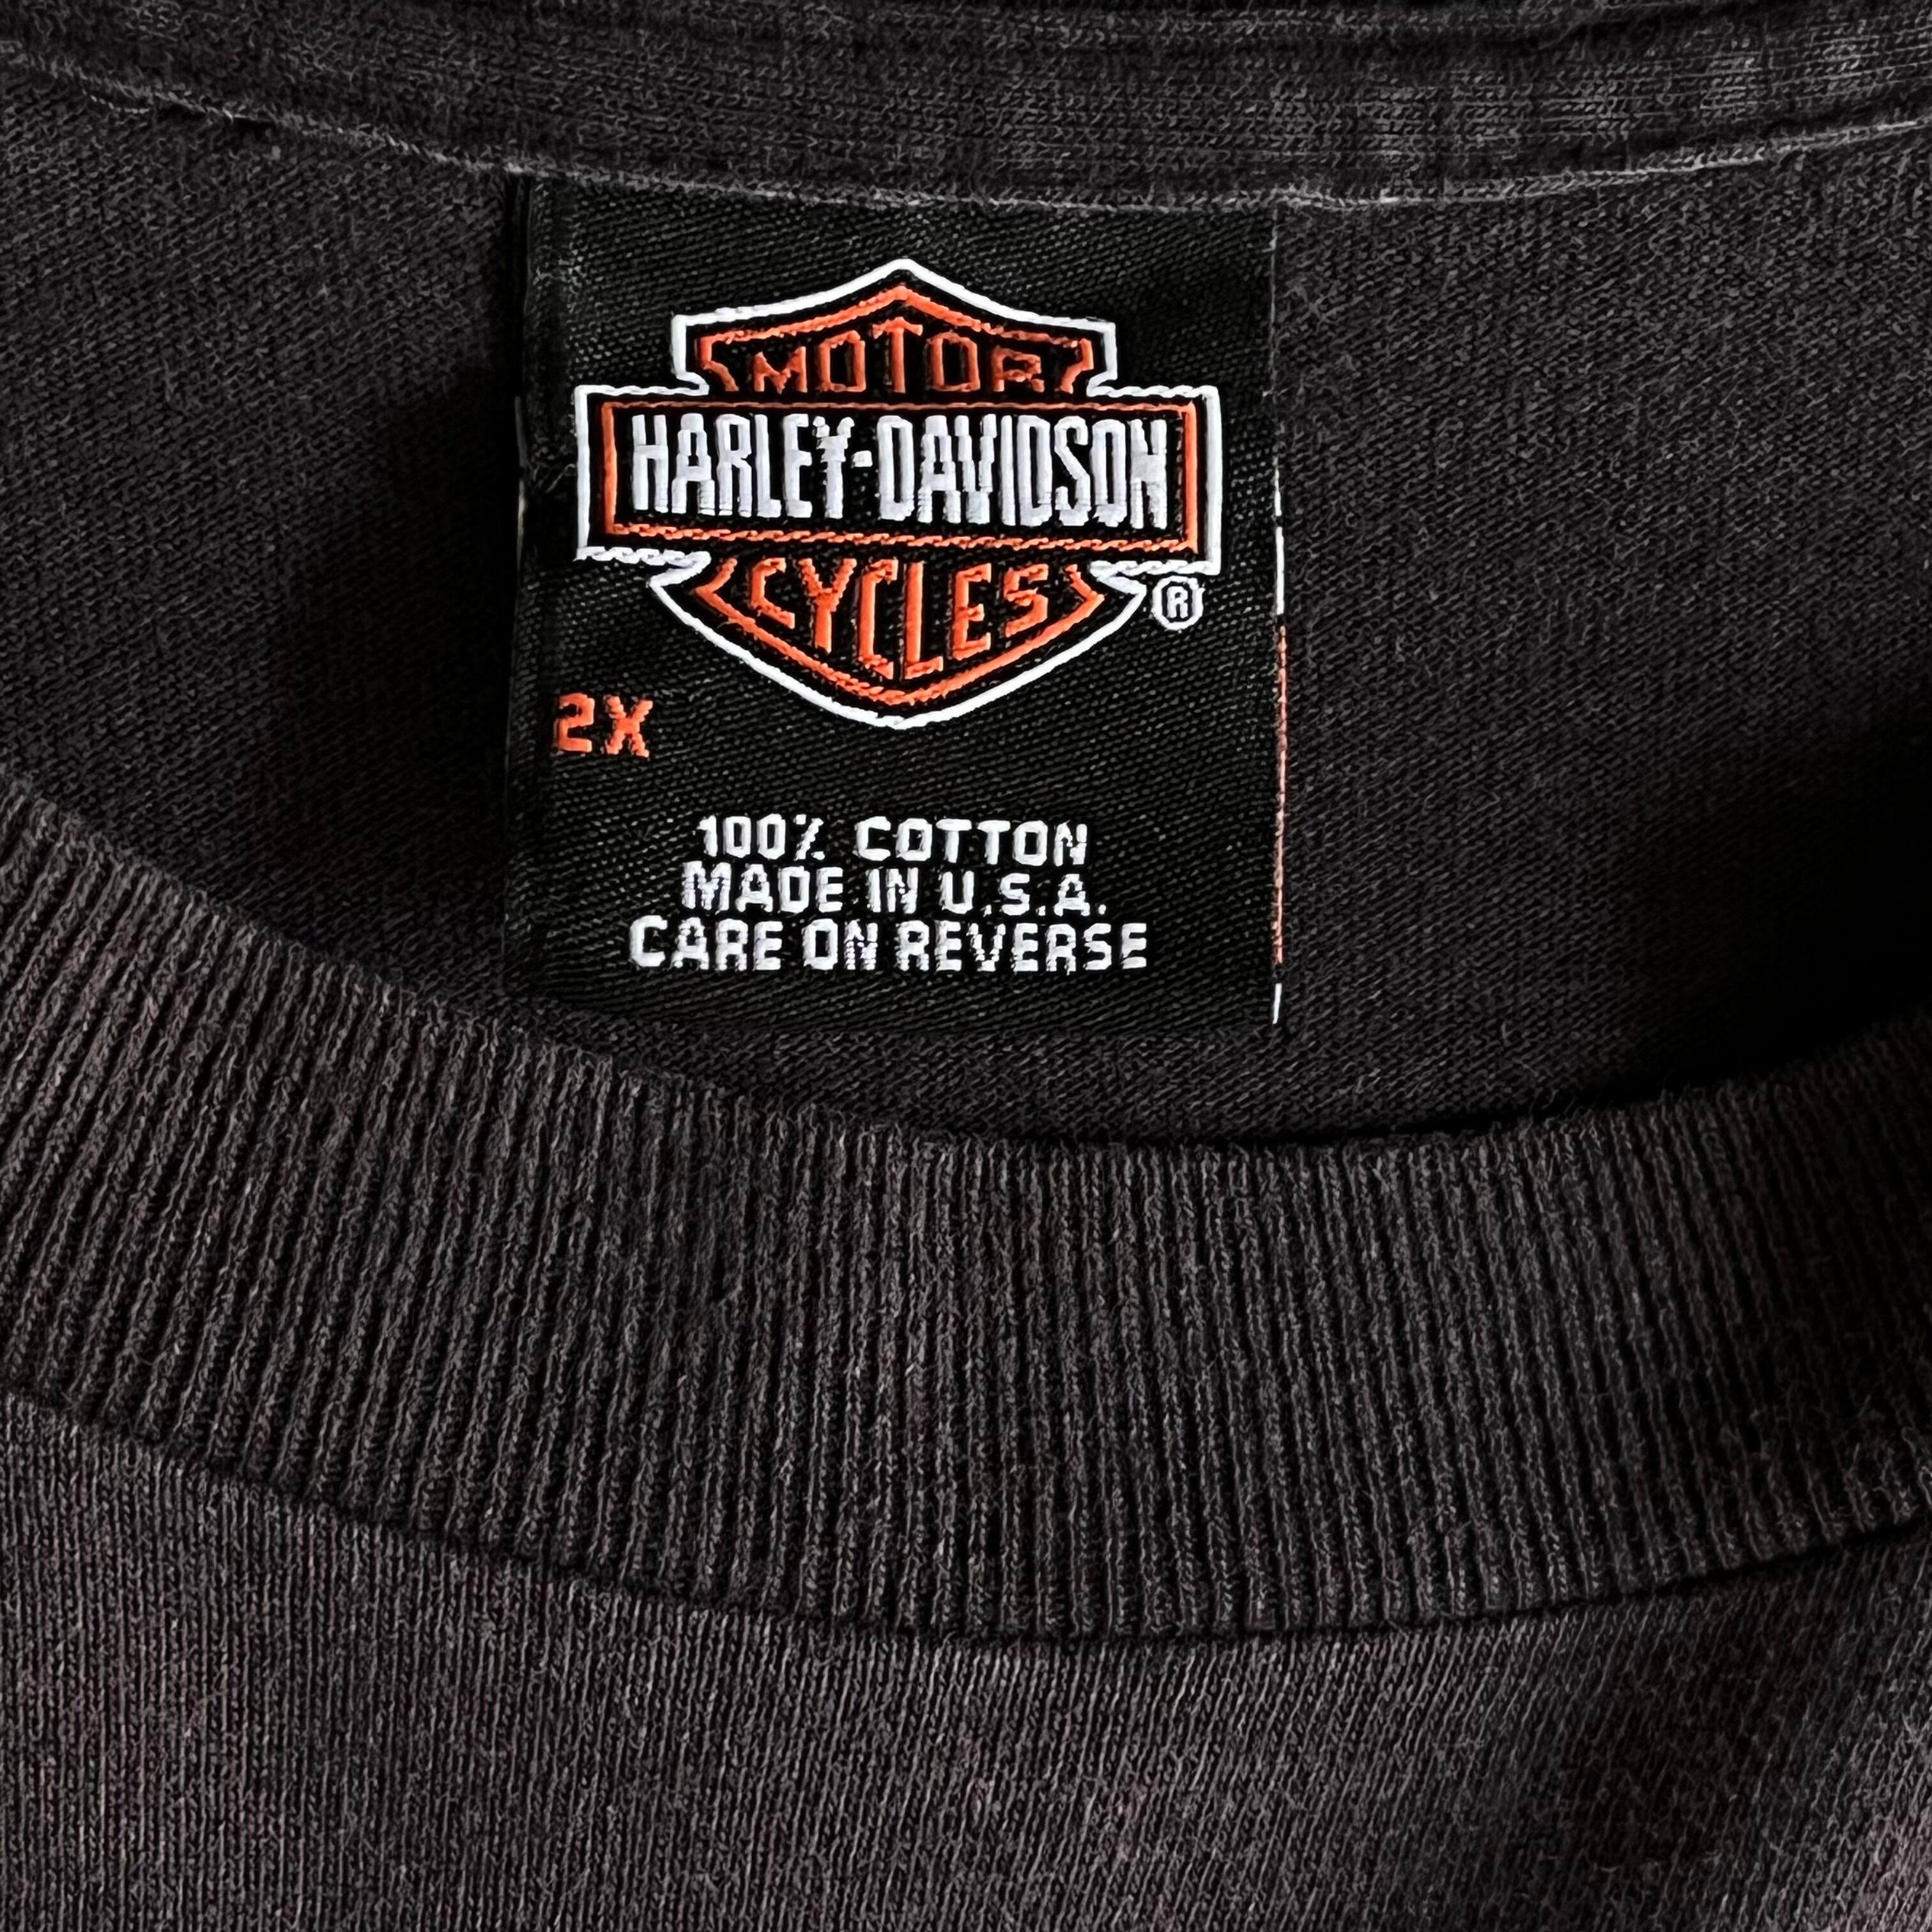 MOTOR
HARLEY-DAVIDSON
CYCLES
®
2X
100% COTTON
MADE IN U.S.A.
CARE ON REVERSE